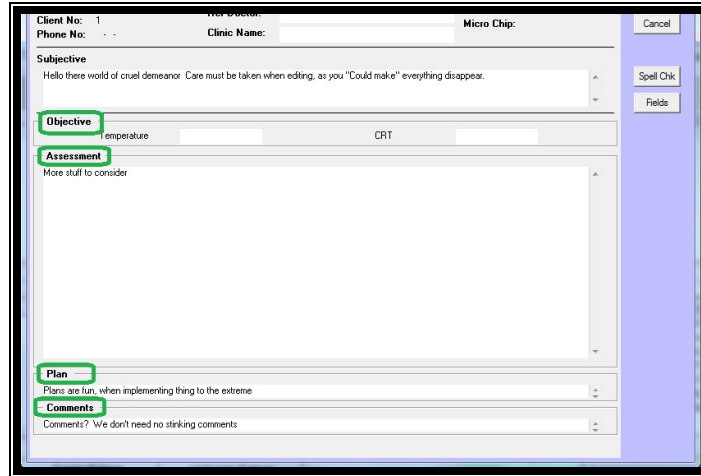 Client No: 1
Phone No: - -
Clinic Name:
Micro Chip:
Cancel
Subjective
Hello there world of cruel demeanor Care must be taken when editing, as you "Could make" everything disappear.
Spell Chk
Fields
Objective
Temperature
CRT
Assessment
More stuff to consider
Plan
Plans are fun, when implementing thing to the extreme
Comments
Comments? We don't need no stinking comments